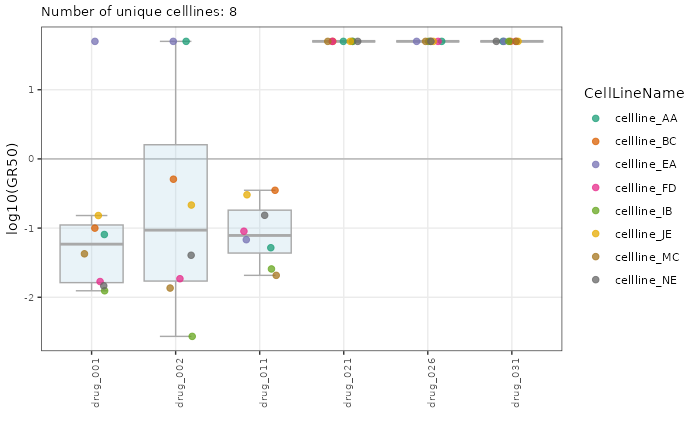 Number of unique celllines: 8
log10(GR50)
1
0
-1
-2
drug_001
drug_002
drug_011
drug_021
drug_026
drug_031
CellLineName
cellline_AA
cellline_BC
cellline_EA
cellline_FD
cellline_IB
cellline_JE
cellline_MC
cellline_NE